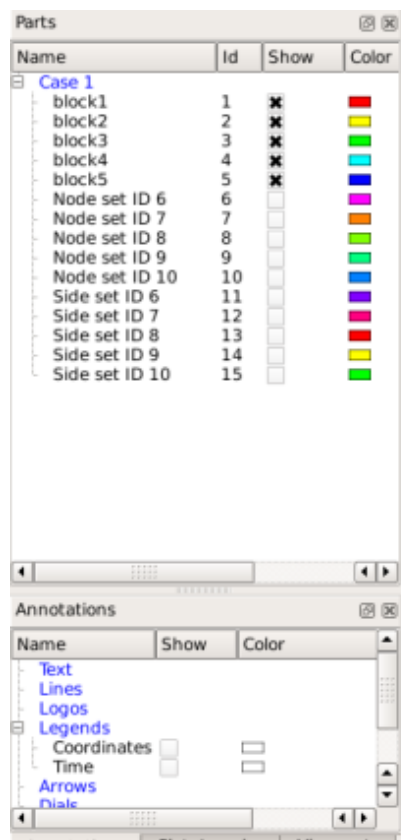 Parts
Name Id Show Color
Case 1
block1 1
block2 2
block3 3
block4 4
block5 5
Node set ID 6 6
Node set ID 7 7
Node set ID 8 8
Node set ID 9 9
Node set ID 10 10
Side set ID 6 11
Side set ID 7 12
Side set ID 8 13
Side set ID 9 14
Side set ID 10 15
Annotations
Name Show Color
Text
Lines
Logos
Legends
Coordinates
Time
Arrows
Dials